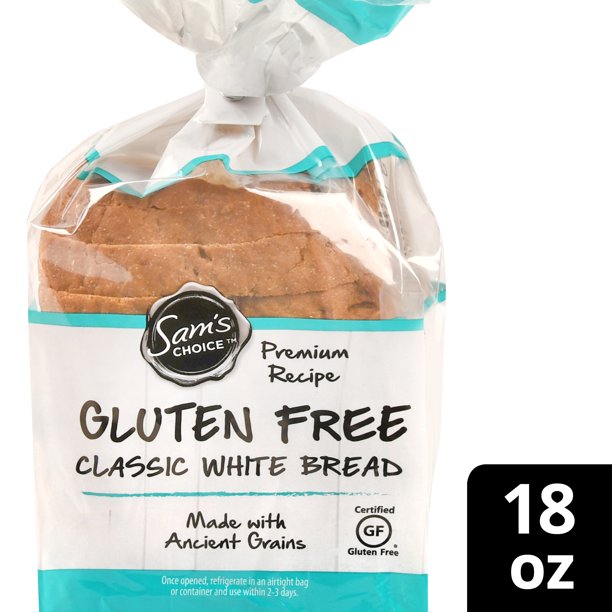 Sam's
CHOICE™
Premium
Recipe
GLUTEN FREE
CLASSIC WHITE BREAD
Made with
Ancient Grains
Certified
GF
Gluten Free®
Once opened, refrigerate in an airtight bag
or container and use within 2-3 days.
18
oz